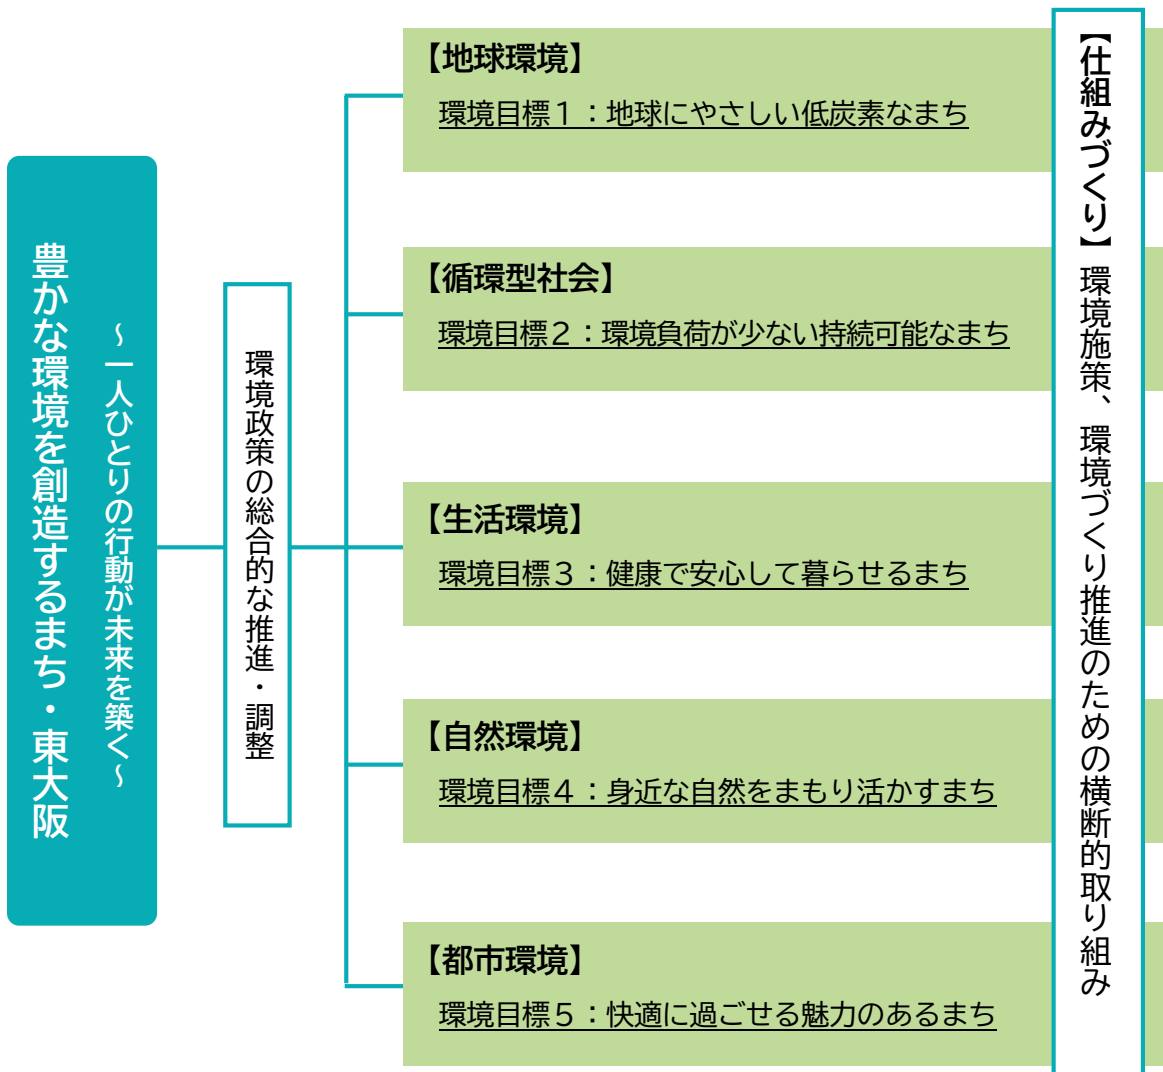 豊かな環境を創造するまち・東大阪
~一人ひとりの行動が未来を築く~
環境政策の総合的な推進・調整
【地球環境】
環境目標１：地球にやさしい低炭素なまち
【循環型社会】
環境目標２：環境負荷が少ない持続可能なまち
【生活環境】
環境目標３：健康で安心して暮らせるまち
【自然環境】
環境目標４：身近な自然をまもり活かすまち
【都市環境】
環境目標５：快適に過ごせる魅力のあるまち
【仕組みづくり】環境施策、環境づくり推進のための横断的取り組み